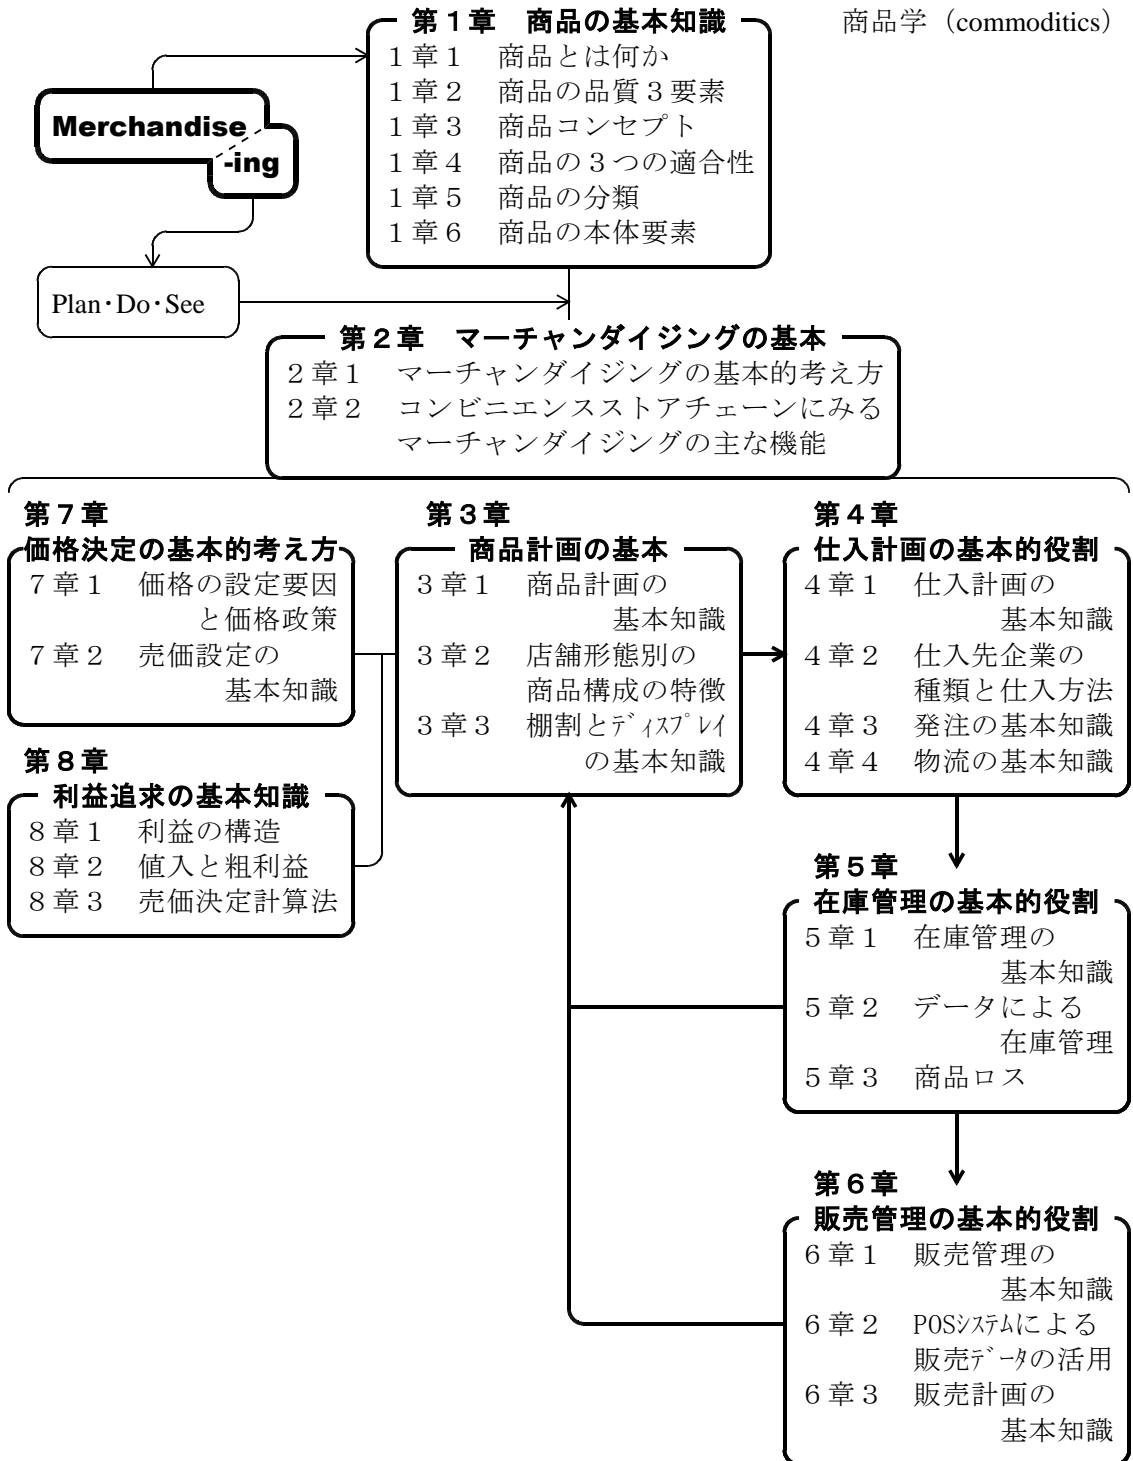 第１章　商品の基本知識
商品学（commoditics）
１章１　商品とは何か
１章２　商品の品質３要素
１章３　商品コンセプト
１章４　商品の３つの適合性
１章５　商品の分類
１章６　商品の本体要素
Merchandise
-ing
Plan･Do･See
第２章　マーチャンダイジングの基本
２章１　マーチャンダイジングの基本的考え方
２章２　コンビニエンスストアチェーンにみる
マーチャンダイジングの主な機能
第７章
価格決定の基本的考え方
７章１　価格の設定要因
と価格政策
７章２　売価設定の
基本知識
第８章
利益追求の基本知識
８章１　利益の構造
８章２　値入と粗利益
８章３　売価決定計算法
第３章
商品計画の基本
３章１　商品計画の
基本知識
３章２　店舗形態別の
商品構成の特徴
３章３　棚割とﾃﾞｨｽﾌﾟﾚｲ
の基本知識
第４章
仕入計画の基本的役割
４章１　仕入計画の
基本知識
４章２　仕入先企業の
種類と仕入方法
４章３　発注の基本知識
４章４　物流の基本知識
第５章
在庫管理の基本的役割
５章１　在庫管理の
基本知識
５章２　データによる
在庫管理
５章３　商品ロス
第６章
販売管理の基本的役割
６章１　販売管理の
基本知識
６章２　POSｼｽﾃﾑによる
販売ﾃﾞｰﾀの活用
６章３　販売計画の
基本知識